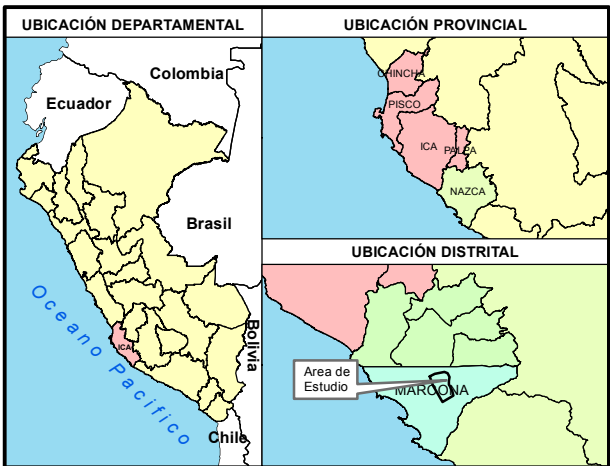 UBICACIÓN DEPARTAMENTAL
Colombia
Ecuador
Brasil
Oceano Pacífico
ICA
Bolivia
Chile
UBICACIÓN PROVINCIAL
CHINCHA
PISCO
ICA
PALPA
NAZCA
UBICACIÓN DISTRITAL
Area de
Estudio
MARCONA